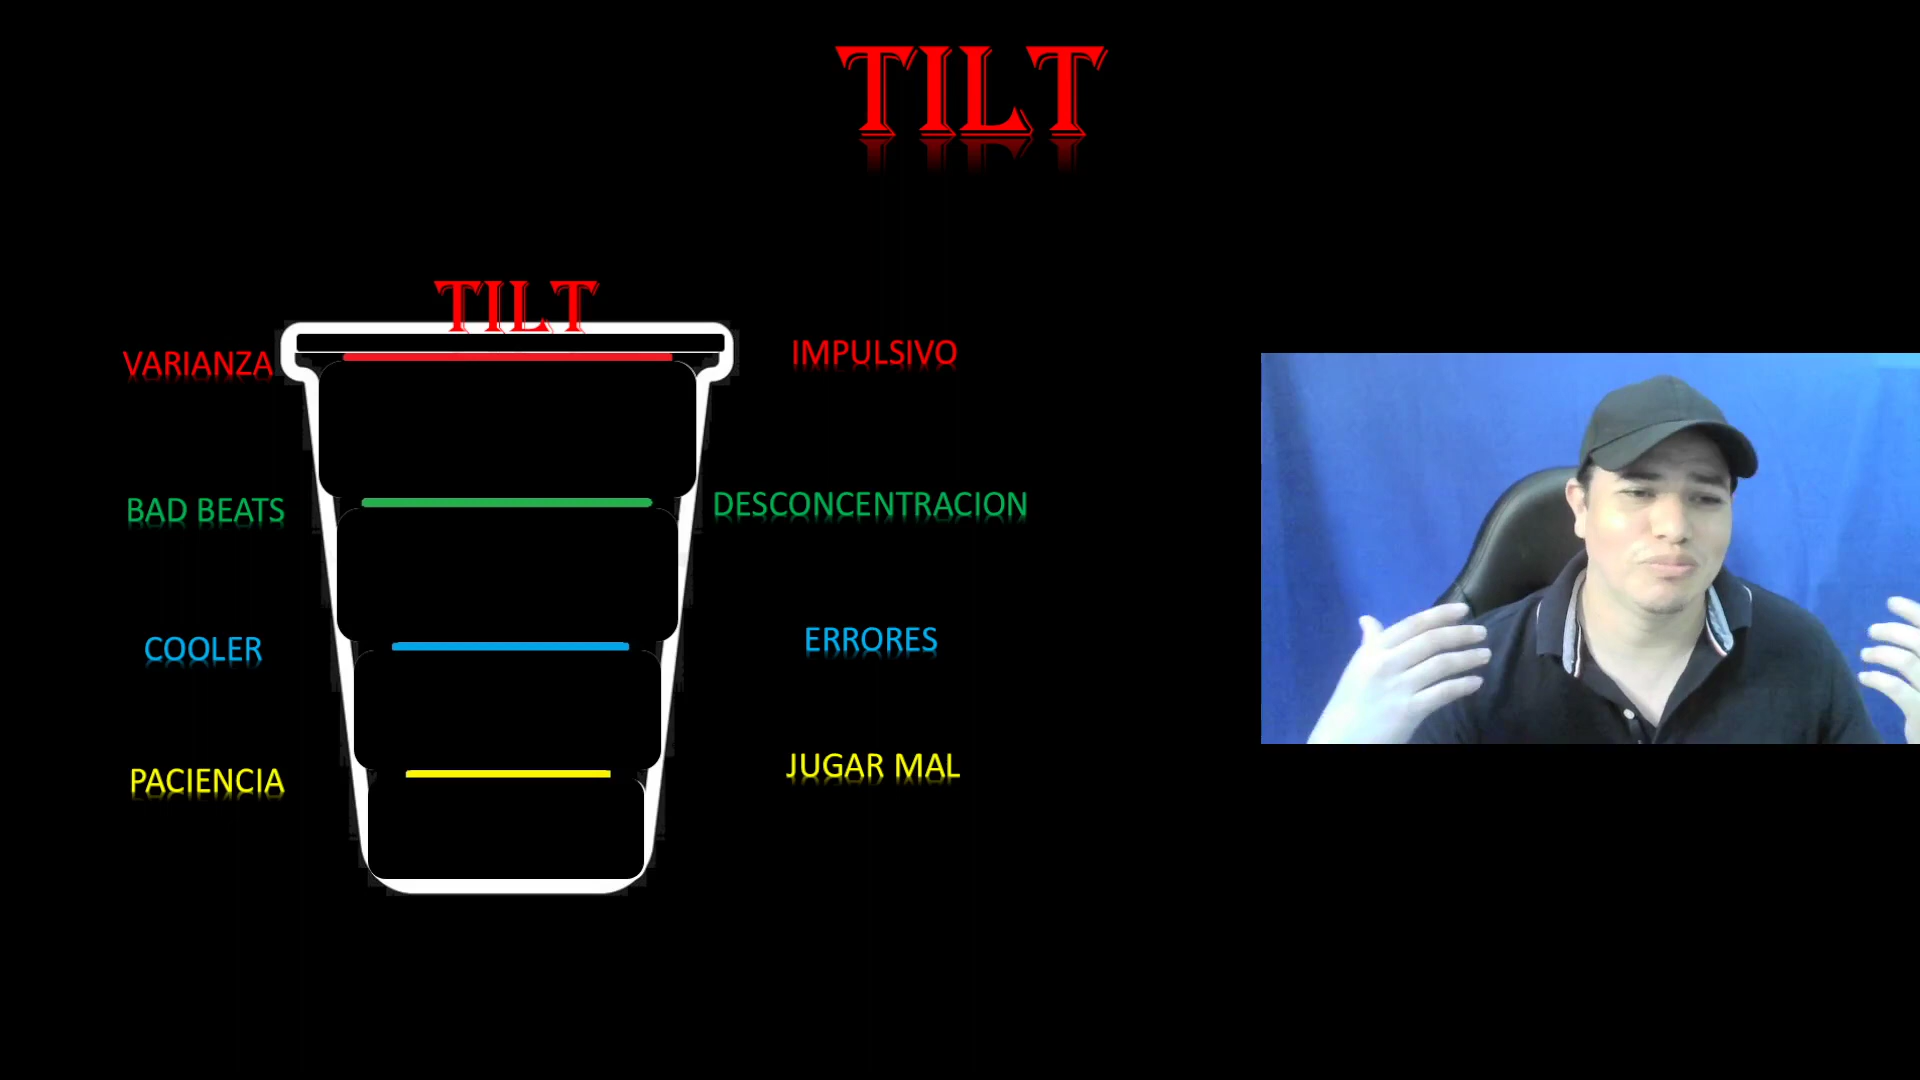 TILT
TILT
VARIANZA
IMPULSIVO
BAD BEATS
DESCONCENTRACION
COOLER
ERRORES
PACIENCIA
JUGAR MAL